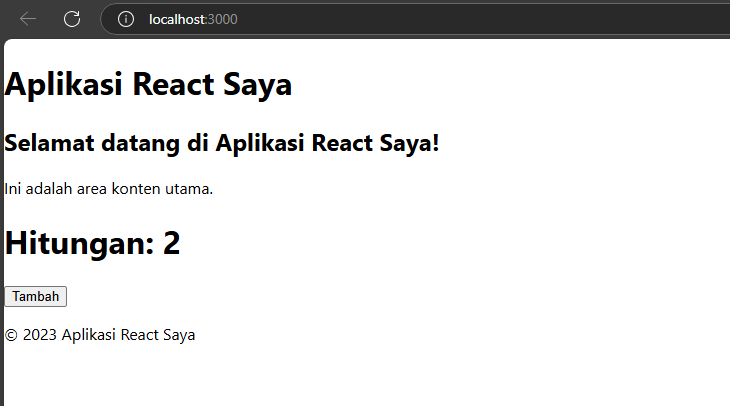 localhost:3000
Aplikasi React Saya
Selamat datang di Aplikasi React Saya!
Ini adalah area konten utama.
Hitungan: 2
Tambah
© 2023 Aplikasi React Saya